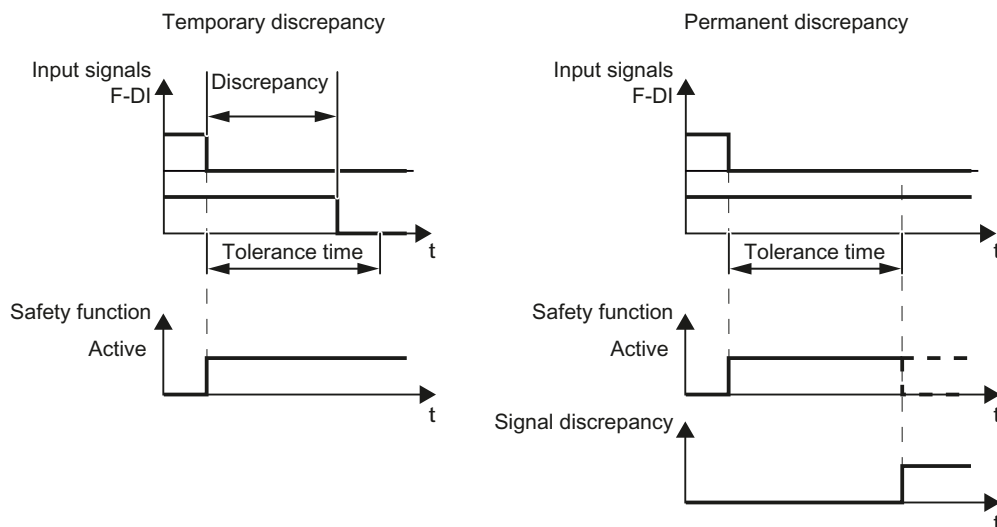 Temporary discrepancy
Input signals
F-DI
Discrepancy
t
Tolerance time
Safety function
Active
t
Permanent discrepancy
Input signals
F-DI
t
Tolerance time
Safety function
Active
t
Signal discrepancy
t